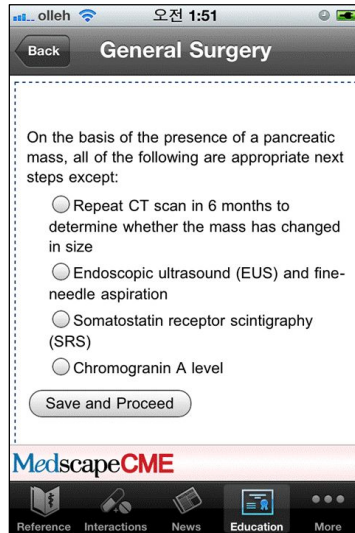 olleh 오전 1:51
Back General Surgery
On the basis of the presence of a pancreatic
mass, all of the following are appropriate next
steps except:
Repeat CT scan in 6 months to
determine whether the mass has changed
in size
Endoscopic ultrasound (EUS) and fine-
needle aspiration
Somatostatin receptor scintigraphy
(SRS)
Chromogranin A level
Save and Proceed
MedscapeCME
Reference Interactions News Education More